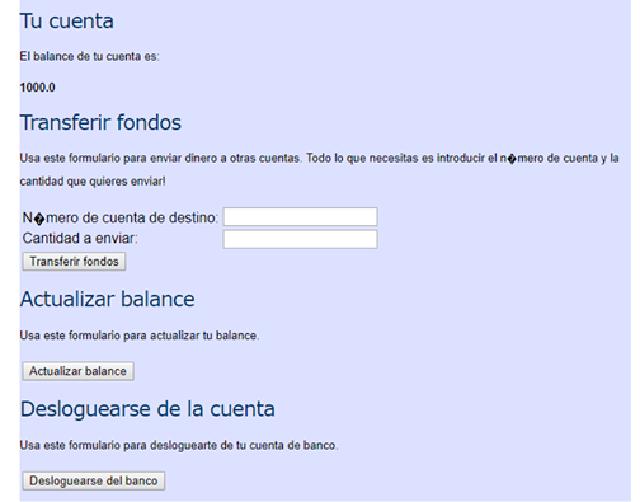 Tu cuenta
El balance de tu cuenta es:
1000.0
Transferir fondos
Usa este formulario para enviar dinero a otras cuentas. Todo lo que necesitas es introducir el n�mero de cuenta y la
cantidad que quieres enviar!
N�mero de cuenta de destino:
Cantidad a enviar:
Transferir fondos
Actualizar balance
Usa este formulario para actualizar tu balance.
Actualizar balance
Desloguearse de la cuenta
Usa este formulario para desloguearte de tu cuenta de banco.
Desloguearse del banco